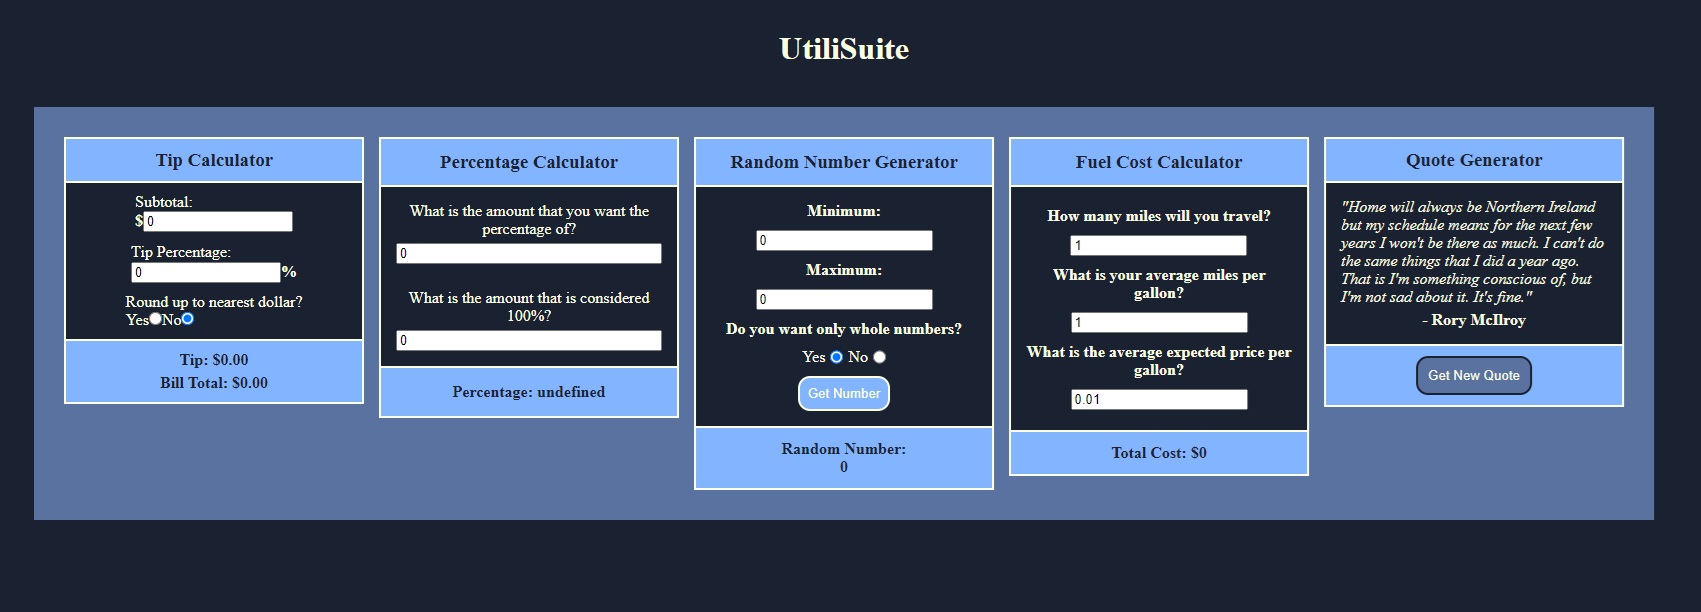 UtiliSuite
Tip Calculator
Subtotal:
$0
Tip Percentage:
0%
Round up to nearest dollar?
YesNo
Tip: $0.00
Bill Total: $0.00
Percentage Calculator
What is the amount that you want the
percentage of?
0
What is the amount that is considered
100%?
0
Percentage: undefined
Random Number Generator
Minimum:
0
Maximum:
0
Do you want only whole numbers?
Yes No
Get Number
Random Number:
0
Fuel Cost Calculator
How many miles will you travel?
1
What is your average miles per
gallon?
1
What is the average expected price per
gallon?
0.01
Total Cost: $0
Quote Generator
"Home will always be Northern Ireland
but my schedule means for the next few
years I won't be there as much. I can't do
the same things that I did a year ago.
That is I'm something conscious of, but
I'm not sad about it. It's fine."
- Rory McIlroy
Get New Quote